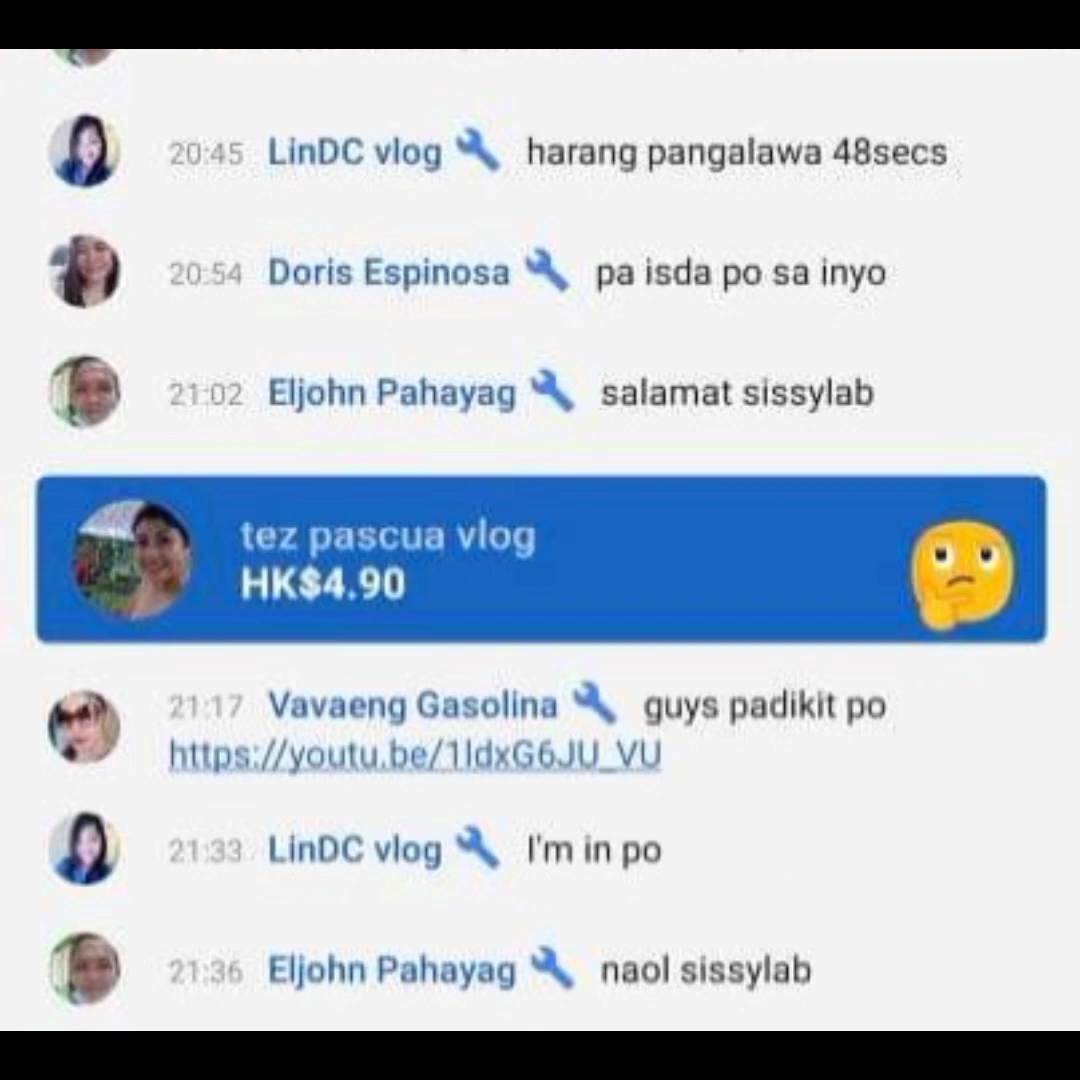 20:45 LinDC vlog harang pangalawa 48secs
20:54 Doris Espinosa pa isda po sa inyo
21:02 Eljohn Pahayag salamat sissylab
tez pascua vlog
HK$4.90
21:17 Vavaeng Gasolina guys padikit po
https://youtu.be/1ldxG6JU_VU
21:33 LinDC vlog I'm in po
21:36 Eljohn Pahayag naol sissylab